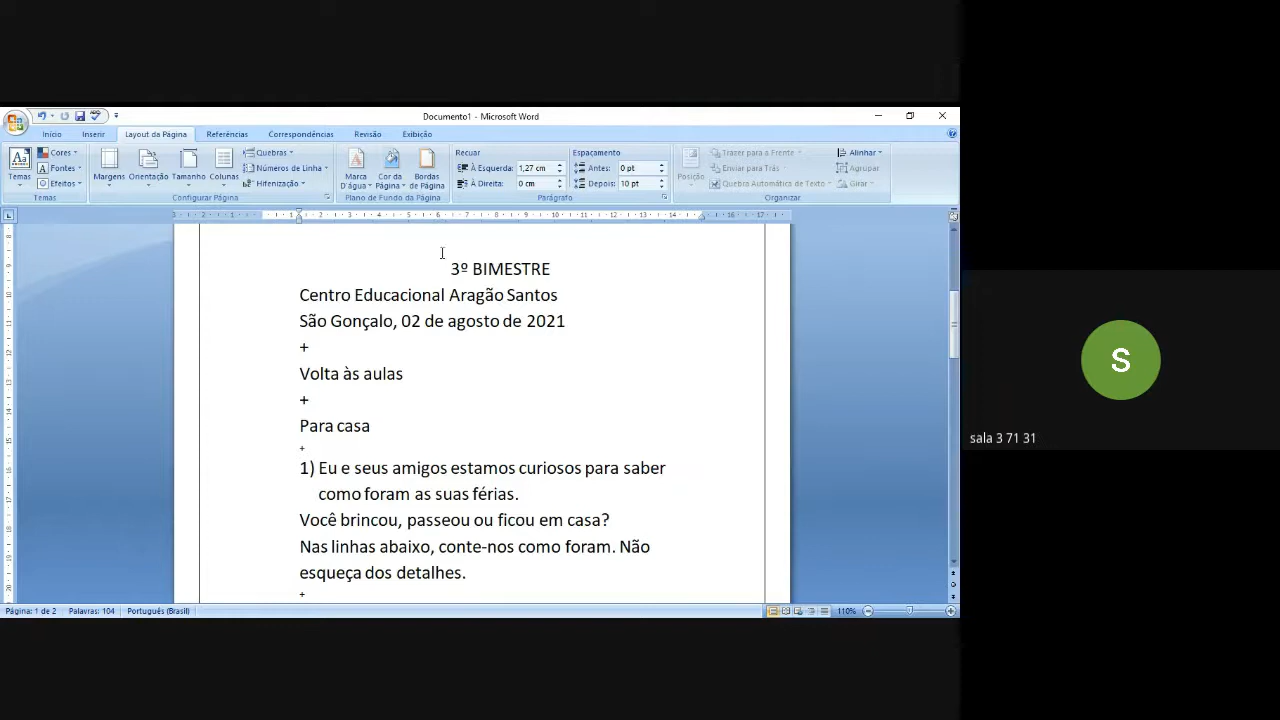 Documento1 - Microsoft Word
Início Inserir Layout da Página Referências Correspondências Revisão Exibição
Temas Cores Fontes Efeitos Temas
Margens Orientação Tamanho Colunas Quebras Números de Linha Hifenização Configurar Página
Marca D'água Cor da Página Bordas de Página Plano de Fundo da Página
Recuar À Esquerda: 1,27 cm À Direita: 0 cm Espaçamento Antes: 0 pt Depois: 10 pt Parágrafo
Posição Trazer para a Frente Enviar para Trás Quebra Automática de Texto Alinhar Agrupar Girar Organizar
3º BIMESTRE
Centro Educacional Aragão Santos
São Gonçalo, 02 de agosto de 2021
+
Volta às aulas
+
Para casa
+
1) Eu e seus amigos estamos curiosos para saber
como foram as suas férias.
Você brincou, passeou ou ficou em casa?
Nas linhas abaixo, conte-nos como foram. Não
esqueça dos detalhes.
+
Página: 1 de 2 Palavras: 104 Português (Brasil) 110%
S
sala 3 71 31